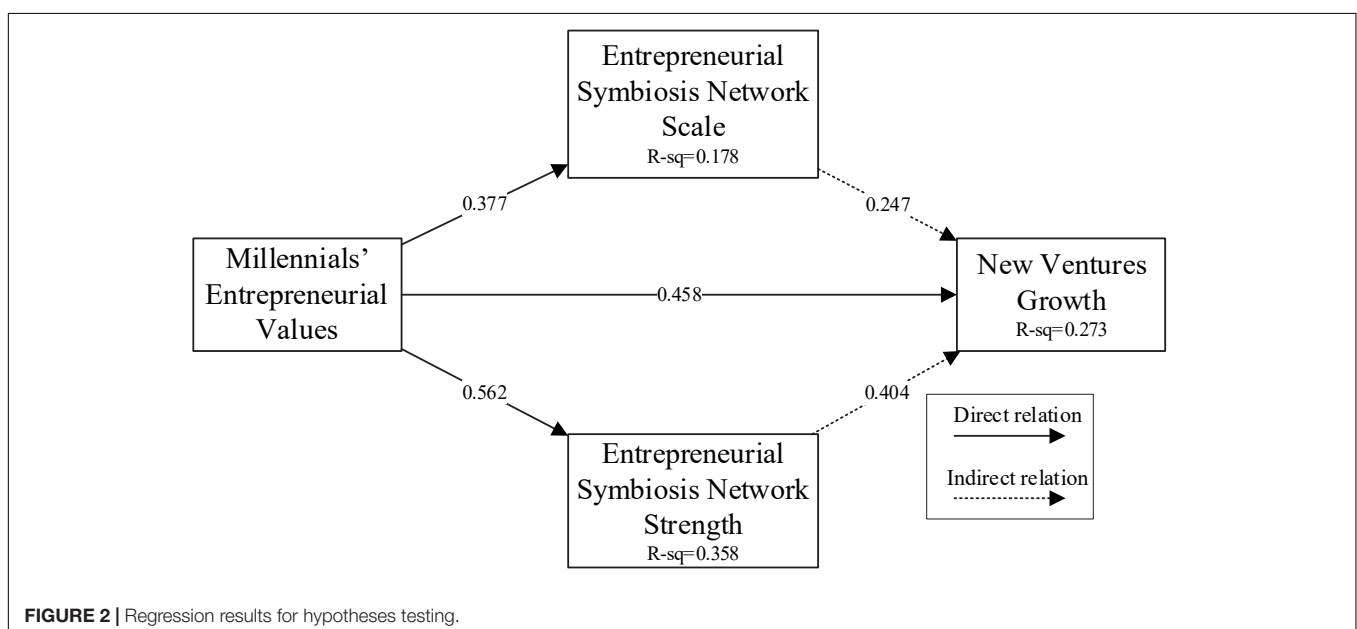 Entrepreneurial
Symbiosis Network
Scale
R-sq=0.178
0.377
0.247
Millennials’
Entrepreneurial
Values
0.458
New Ventures
Growth
R-sq=0.273
0.562
0.404
Entrepreneurial
Symbiosis Network
Strength
R-sq=0.358
Direct relation
Indirect relation
FIGURE 2 | Regression results for hypotheses testing.